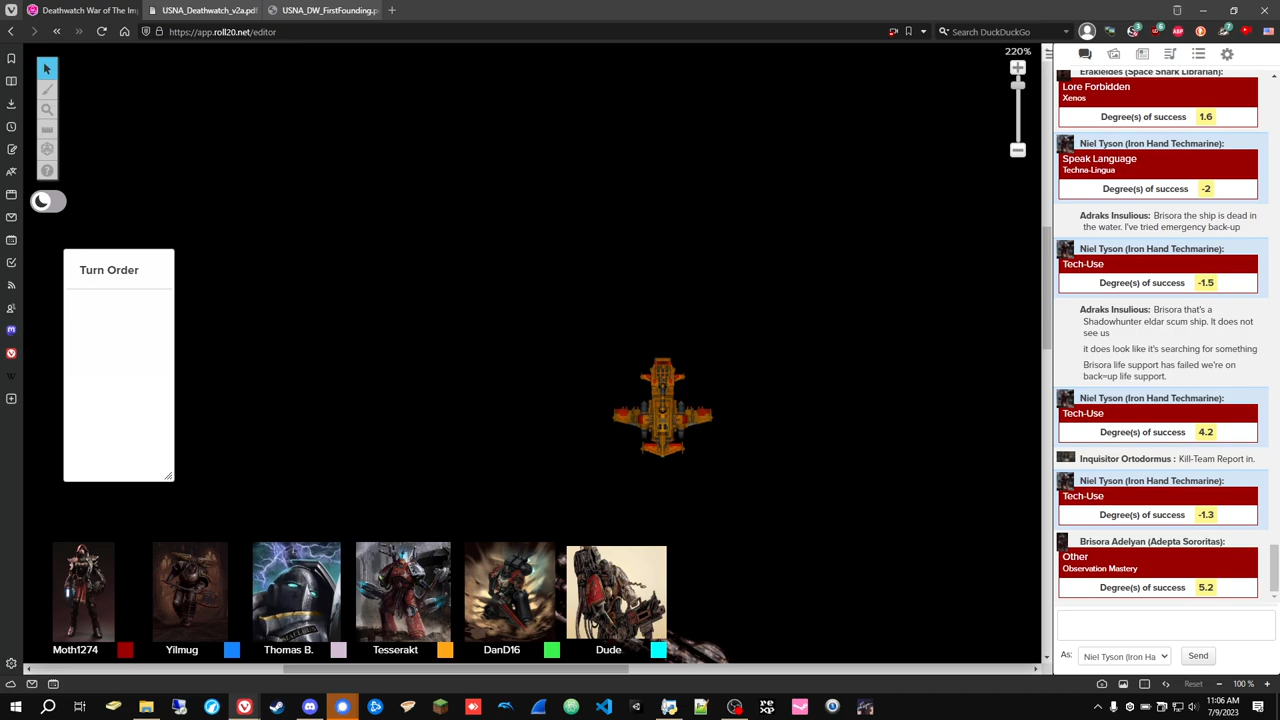 Deathwatch War of The Imp
USNA_Deathwatch_v2a.pdf
USNA_DW_FirstFounding.p
https://app.roll20.net/editor
Search DuckDuckGo
220%
Turn Order
Erakleides (Space Shark Librarian):
Lore Forbidden
Xenos
Degree(s) of success 1.6
Niel Tyson (Iron Hand Techmarine):
Speak Language
Techna-Lingua
Degree(s) of success -2
Adraks Insulious: Brisora the ship is dead in
the water. I've tried emergency back-up
Niel Tyson (Iron Hand Techmarine):
Tech-Use
Degree(s) of success -1.5
Adraks Insulious: Brisora that's a
Shadowhunter eldar scum ship. It does not
see us
it does look like it's searching for something
Brisora life support has failed we're on
back=up life support.
Niel Tyson (Iron Hand Techmarine):
Tech-Use
Degree(s) of success 4.2
Inquisitor Ortodormus : Kill-Team Report in.
Niel Tyson (Iron Hand Techmarine):
Tech-Use
Degree(s) of success -1.3
Brisora Adelyan (Adepta Sororitas):
Other
Observation Mastery
Degree(s) of success 5.2
As: Niel Tyson (Iron Ha
Send
Moth1274
Yilmug
Thomas B.
Tesserakt
DanD16
Dude
Reset
100 %
11:06 AM
7/9/2023